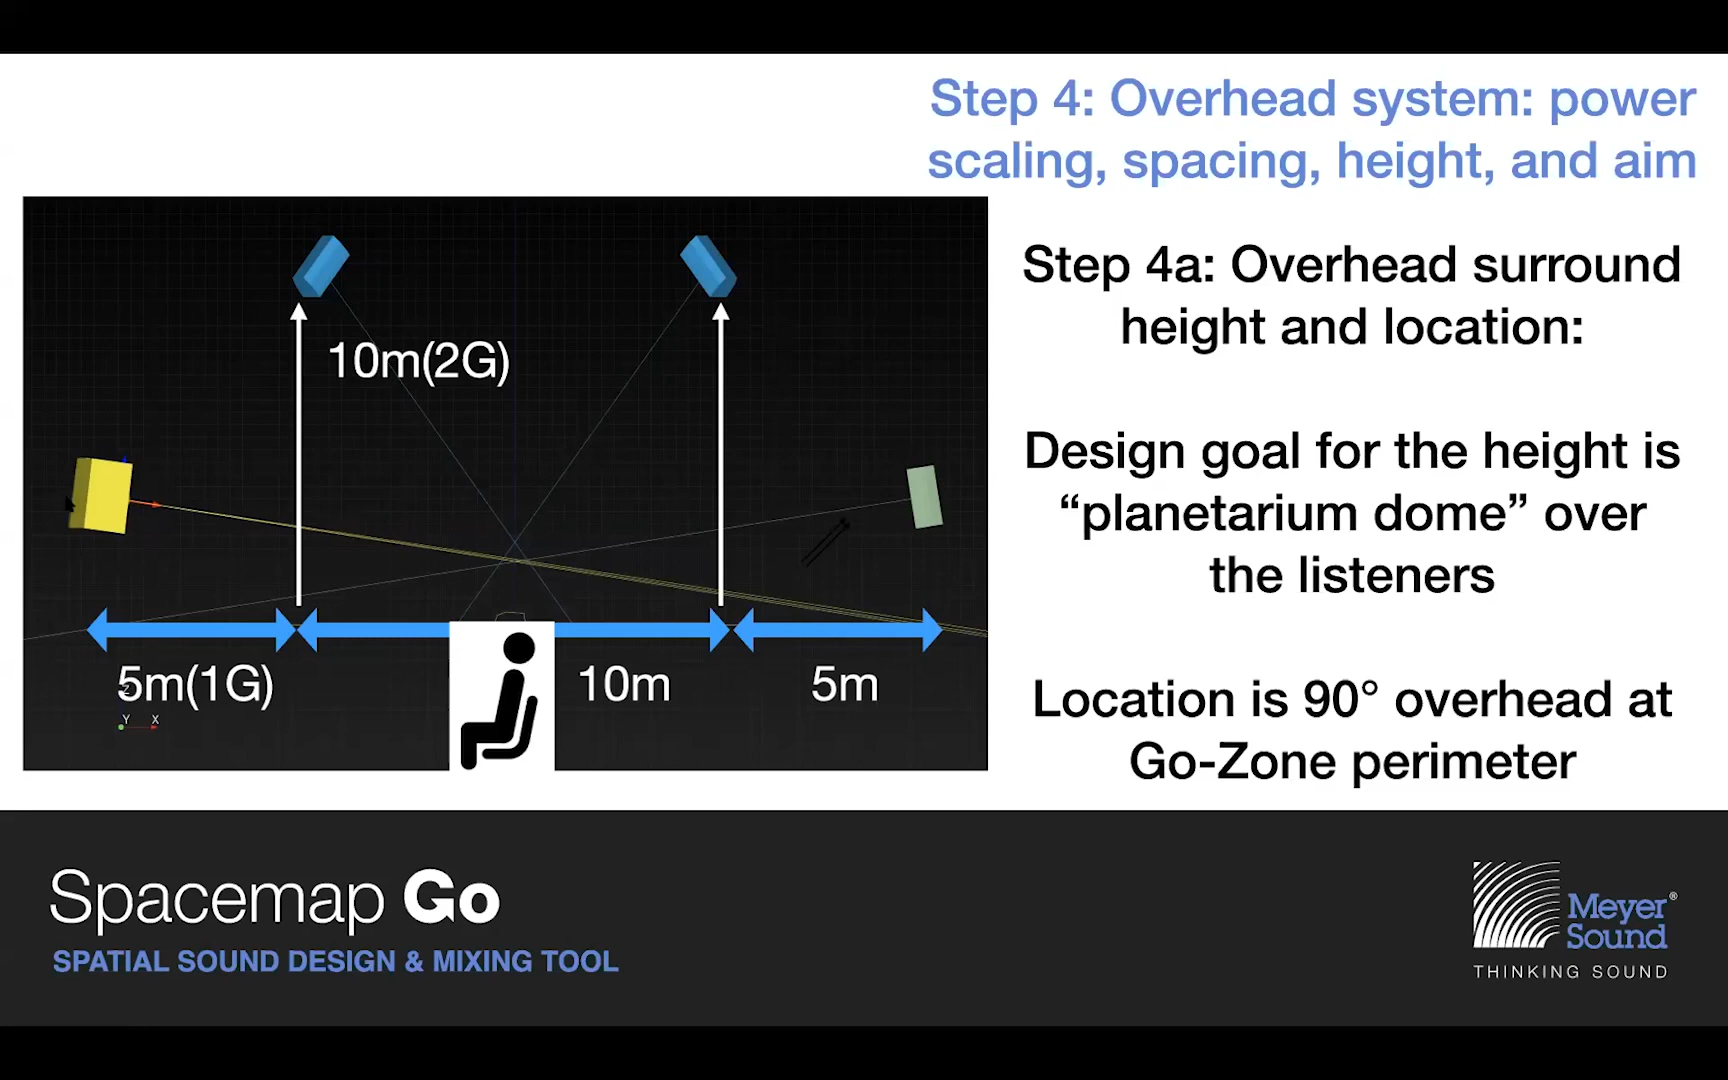 Step 4: Overhead system: power
scaling, spacing, height, and aim
10m(2G)
5m(1G)
10m
5m
Z
Y X
Step 4a: Overhead surround
height and location:
Design goal for the height is
“planetarium dome” over
the listeners
Location is 90° overhead at
Go-Zone perimeter
Spacemap Go
SPATIAL SOUND DESIGN & MIXING TOOL
Meyer®
Sound
THINKING SOUND